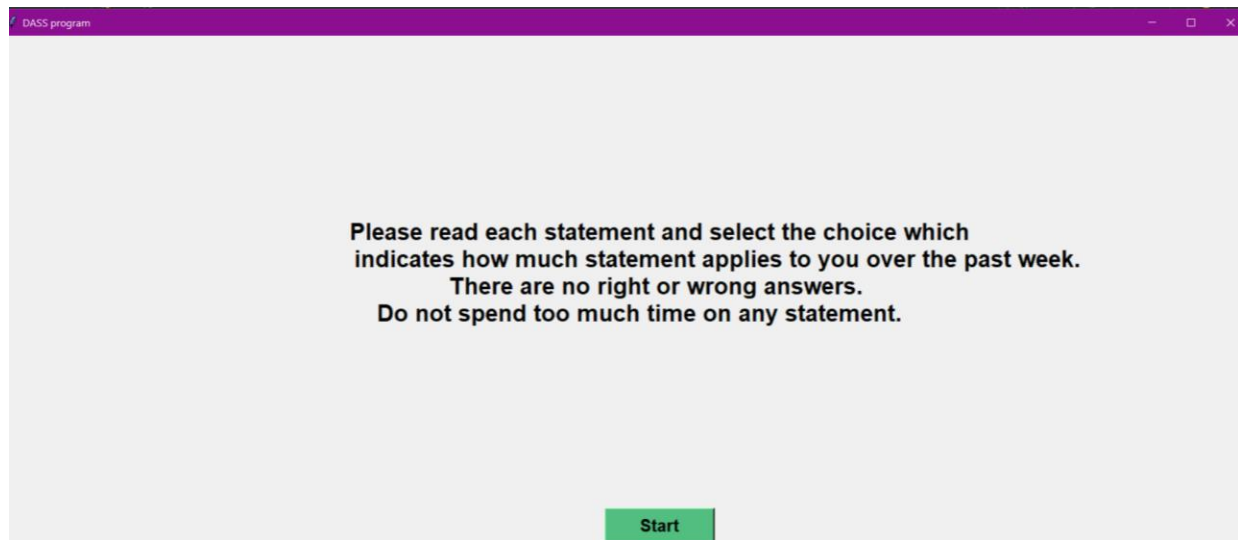 DASS program
Please read each statement and select the choice which
indicates how much statement applies to you over the past week.
There are no right or wrong answers.
Do not spend too much time on any statement.
Start